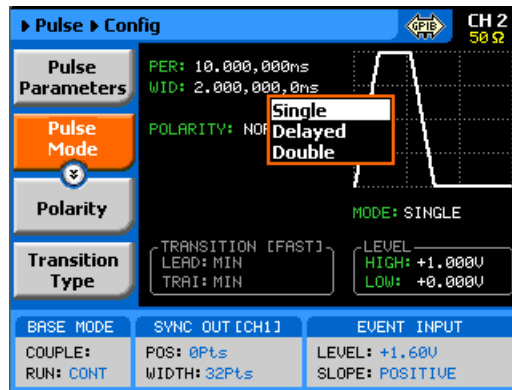 ▶ Pulse ▶ Config
GPIB
CH 2
50 Ω
Pulse Parameters
PER: 10.000,000ms
WID: 2.000,000,0ms
Single
Delayed
Double
Pulse Mode
POLARITY: NOR
Polarity
MODE: SINGLE
Transition Type
TRANSITION [FAST]
LEAD: MIN
TRAI: MIN
LEVEL
HIGH: +1.000V
LOW: +0.000V
BASE MODE
COUPLE:
RUN: CONT
SYNC OUT [CH1]
POS: 0Pts
WIDTH: 32Pts
EVENT INPUT
LEVEL: +1.60V
SLOPE: POSITIVE